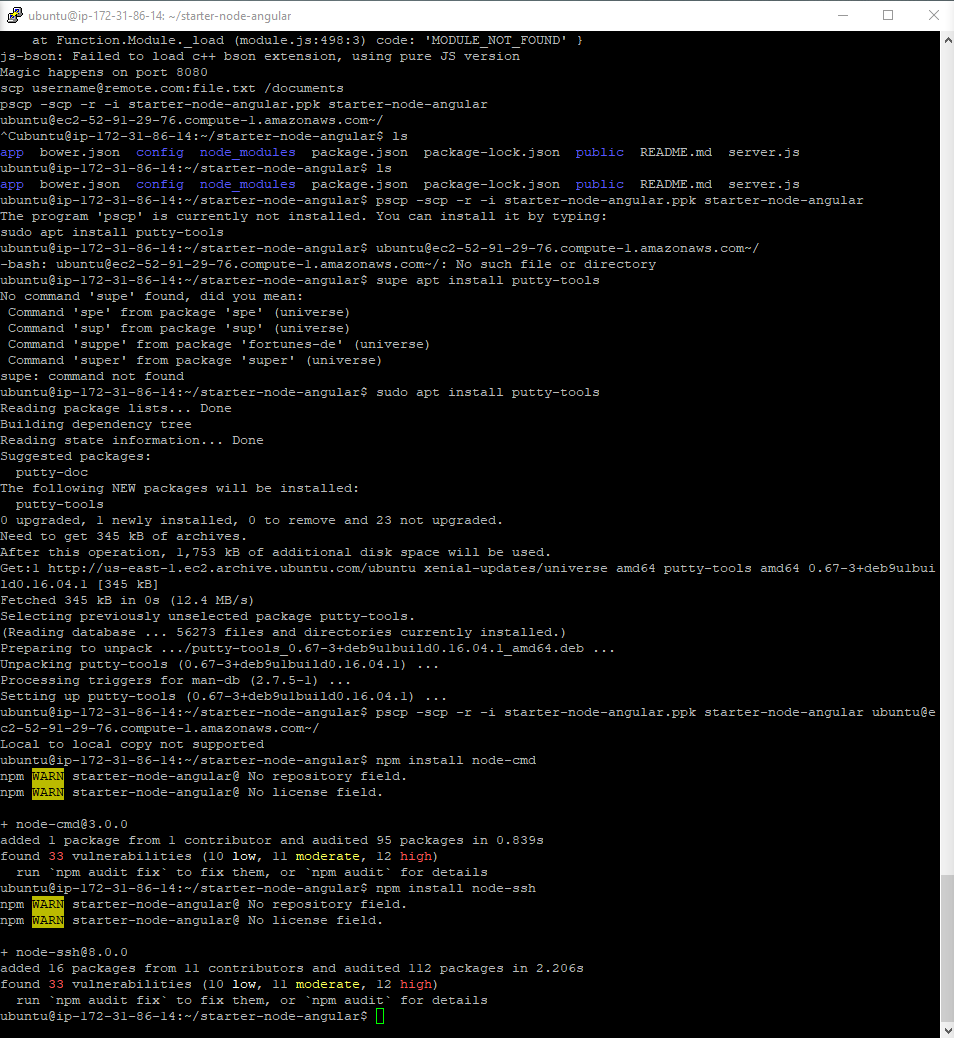 ubuntu@ip-172-31-86-14: ~/starter-node-angular
    at Function.Module._load (module.js:498:3) code: 'MODULE_NOT_FOUND' }
js-bson: Failed to load c++ bson extension, using pure JS version
Magic happens on port 8080
scp username@remote.com:file.txt /documents
pscp -scp -r -i starter-node-angular.ppk starter-node-angular
ubuntu@ec2-52-91-29-76.compute-1.amazonaws.com~/
^Cubuntu@ip-172-31-86-14:~/starter-node-angular$ ls
app  bower.json  config  node_modules  package.json  package-lock.json  public  README.md  server.js
ubuntu@ip-172-31-86-14:~/starter-node-angular$ ls
app  bower.json  config  node_modules  package.json  package-lock.json  public  README.md  server.js
ubuntu@ip-172-31-86-14:~/starter-node-angular$ pscp -scp -r -i starter-node-angular.ppk starter-node-angular
The program 'pscp' is currently not installed. You can install it by typing:
sudo apt install putty-tools
ubuntu@ip-172-31-86-14:~/starter-node-angular$ ubuntu@ec2-52-91-29-76.compute-1.amazonaws.com~/
-bash: ubuntu@ec2-52-91-29-76.compute-1.amazonaws.com~/: No such file or directory
ubuntu@ip-172-31-86-14:~/starter-node-angular$ supe apt install putty-tools
No command 'supe' found, did you mean:
 Command 'spe' from package 'spe' (universe)
 Command 'sup' from package 'sup' (universe)
 Command 'suppe' from package 'fortunes-de' (universe)
 Command 'super' from package 'super' (universe)
supe: command not found
ubuntu@ip-172-31-86-14:~/starter-node-angular$ sudo apt install putty-tools
Reading package lists... Done
Building dependency tree
Reading state information... Done
Suggested packages:
  putty-doc
The following NEW packages will be installed:
  putty-tools
0 upgraded, 1 newly installed, 0 to remove and 23 not upgraded.
Need to get 345 kB of archives.
After this operation, 1,753 kB of additional disk space will be used.
Get:1 http://us-east-1.ec2.archive.ubuntu.com/ubuntu xenial-updates/universe amd64 putty-tools amd64 0.67-3+deb9u1bui
ld0.16.04.1 [345 kB]
Fetched 345 kB in 0s (12.4 MB/s)
Selecting previously unselected package putty-tools.
(Reading database ... 56273 files and directories currently installed.)
Preparing to unpack .../putty-tools_0.67-3+deb9u1build0.16.04.1_amd64.deb ...
Unpacking putty-tools (0.67-3+deb9u1build0.16.04.1) ...
Processing triggers for man-db (2.7.5-1) ...
Setting up putty-tools (0.67-3+deb9u1build0.16.04.1) ...
ubuntu@ip-172-31-86-14:~/starter-node-angular$ pscp -scp -r -i starter-node-angular.ppk starter-node-angular ubuntu@e
c2-52-91-29-76.compute-1.amazonaws.com~/
Local to local copy not supported
ubuntu@ip-172-31-86-14:~/starter-node-angular$ npm install node-cmd
npm WARN starter-node-angular@ No repository field.
npm WARN starter-node-angular@ No license field.

+ node-cmd@3.0.0
added 1 package from 1 contributor and audited 95 packages in 0.839s
found 33 vulnerabilities (10 low, 11 moderate, 12 high)
  run `npm audit fix` to fix them, or `npm audit` for details
ubuntu@ip-172-31-86-14:~/starter-node-angular$ npm install node-ssh
npm WARN starter-node-angular@ No repository field.
npm WARN starter-node-angular@ No license field.

+ node-ssh@8.0.0
added 16 packages from 11 contributors and audited 112 packages in 2.206s
found 33 vulnerabilities (10 low, 11 moderate, 12 high)
  run `npm audit fix` to fix them, or `npm audit` for details
ubuntu@ip-172-31-86-14:~/starter-node-angular$